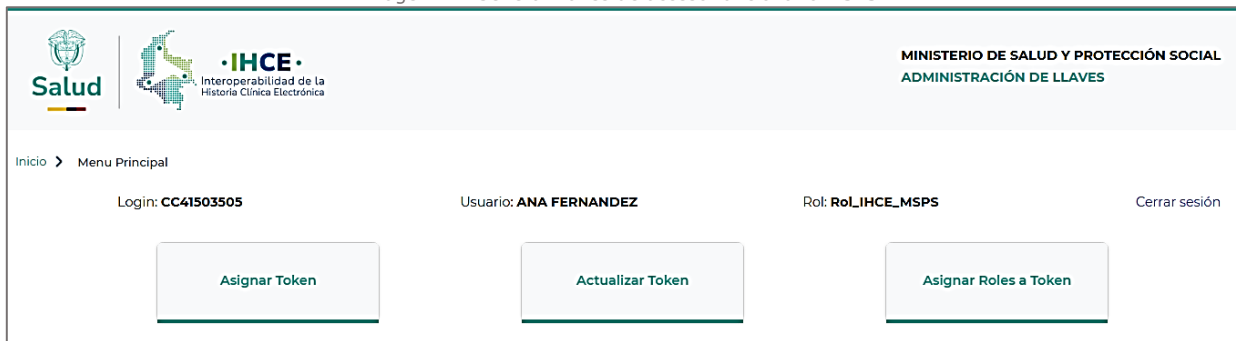 Salud
·IHCE·
Interoperabilidad de la
Historia Clínica Electrónica
MINISTERIO DE SALUD Y PROTECCIÓN SOCIAL
ADMINISTRACIÓN DE LLAVES
Inicio > Menu Principal
Login: CC41503505 Usuario: ANA FERNANDEZ Rol: Rol_IHCE_MSPS Cerrar sesión
Asignar Token Actualizar Token Asignar Roles a Token